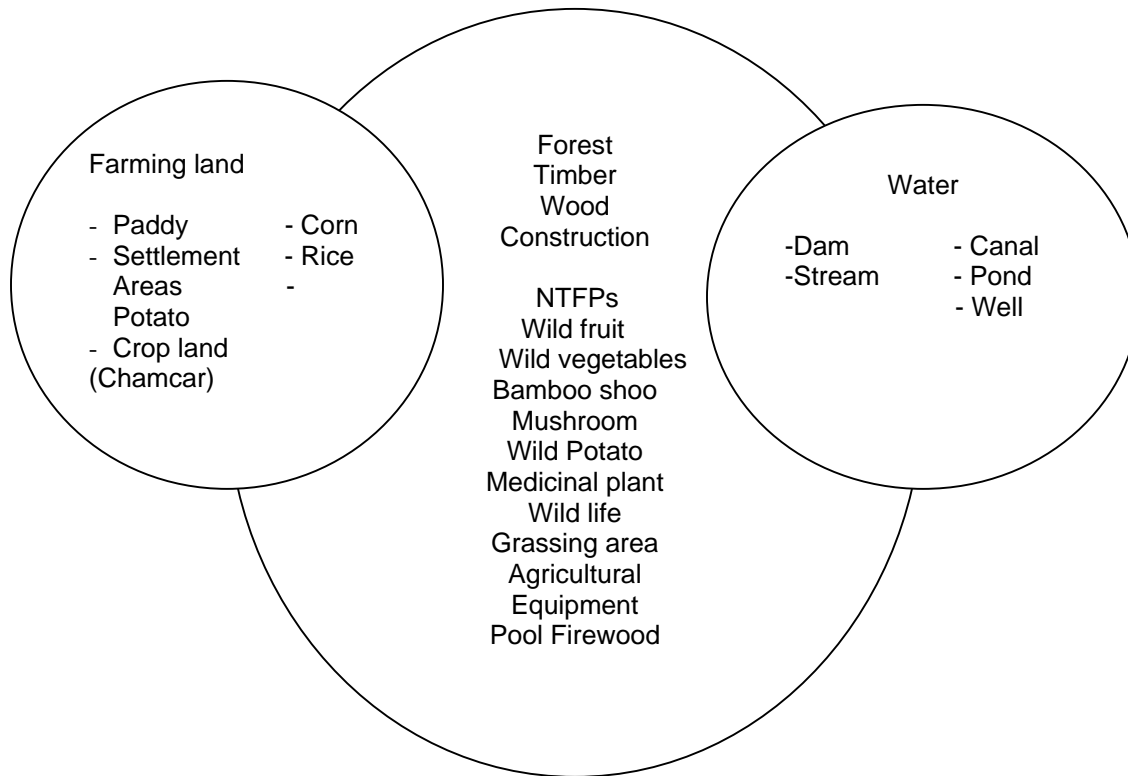 Farming land
- Paddy
- Settlement
Areas
Potato
- Crop land
(Chamcar)
- Corn
- Rice
-
Forest
Timber
Wood
Construction
NTFPs
Wild fruit
Wild vegetables
Bamboo shoo
Mushroom
Wild Potato
Medicinal plant
Wild life
Grassing area
Agricultural
Equipment
Pool Firewood
Water
-Dam
-Stream
- Canal
- Pond
- Well